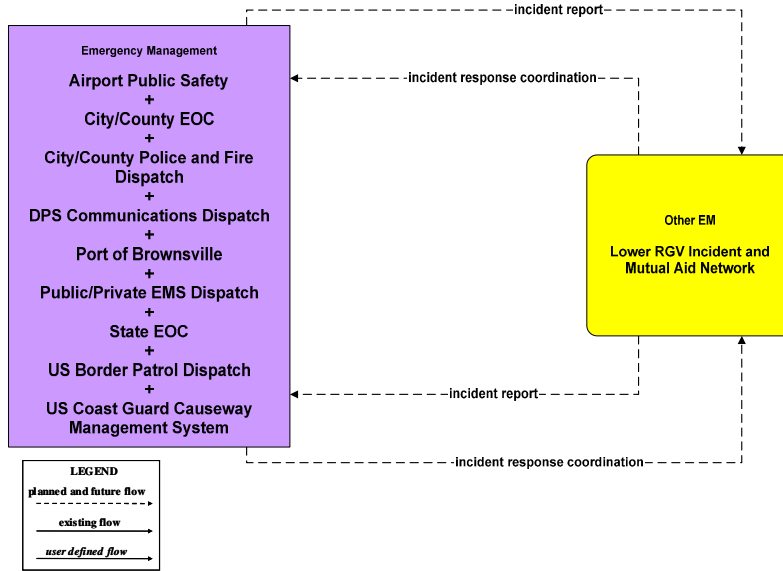 incident report
Emergency Management
Airport Public Safety
+
City/County EOC
+
City/County Police and Fire
Dispatch
+
DPS Communications Dispatch
+
Port of Brownsville
+
Public/Private EMS Dispatch
+
State EOC
+
US Border Patrol Dispatch
+
US Coast Guard Causeway
Management System
incident response coordination
Other EM
Lower RGV Incident and
Mutual Aid Network
incident report
incident response coordination
LEGEND
planned and future flow
existing flow
user defined flow